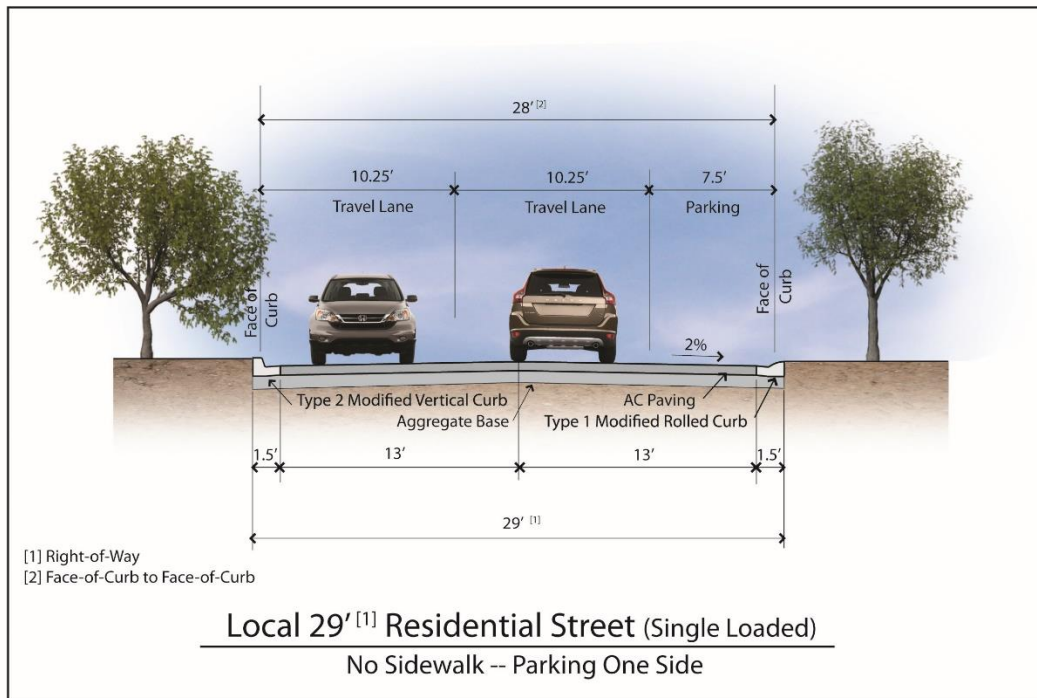 28' [2]
10.25' 10.25' 7.5'
Travel Lane Travel Lane Parking
Face of
Curb
Face of
Curb
2%
Type 2 Modified Vertical Curb
AC Paving
Aggregate Base
Type 1 Modified Rolled Curb
1.5' 13' 13' 1.5'
29' [1]
[1] Right-of-Way
[2] Face-of-Curb to Face-of-Curb
Local 29' [1] Residential Street (Single Loaded)
No Sidewalk -- Parking One Side